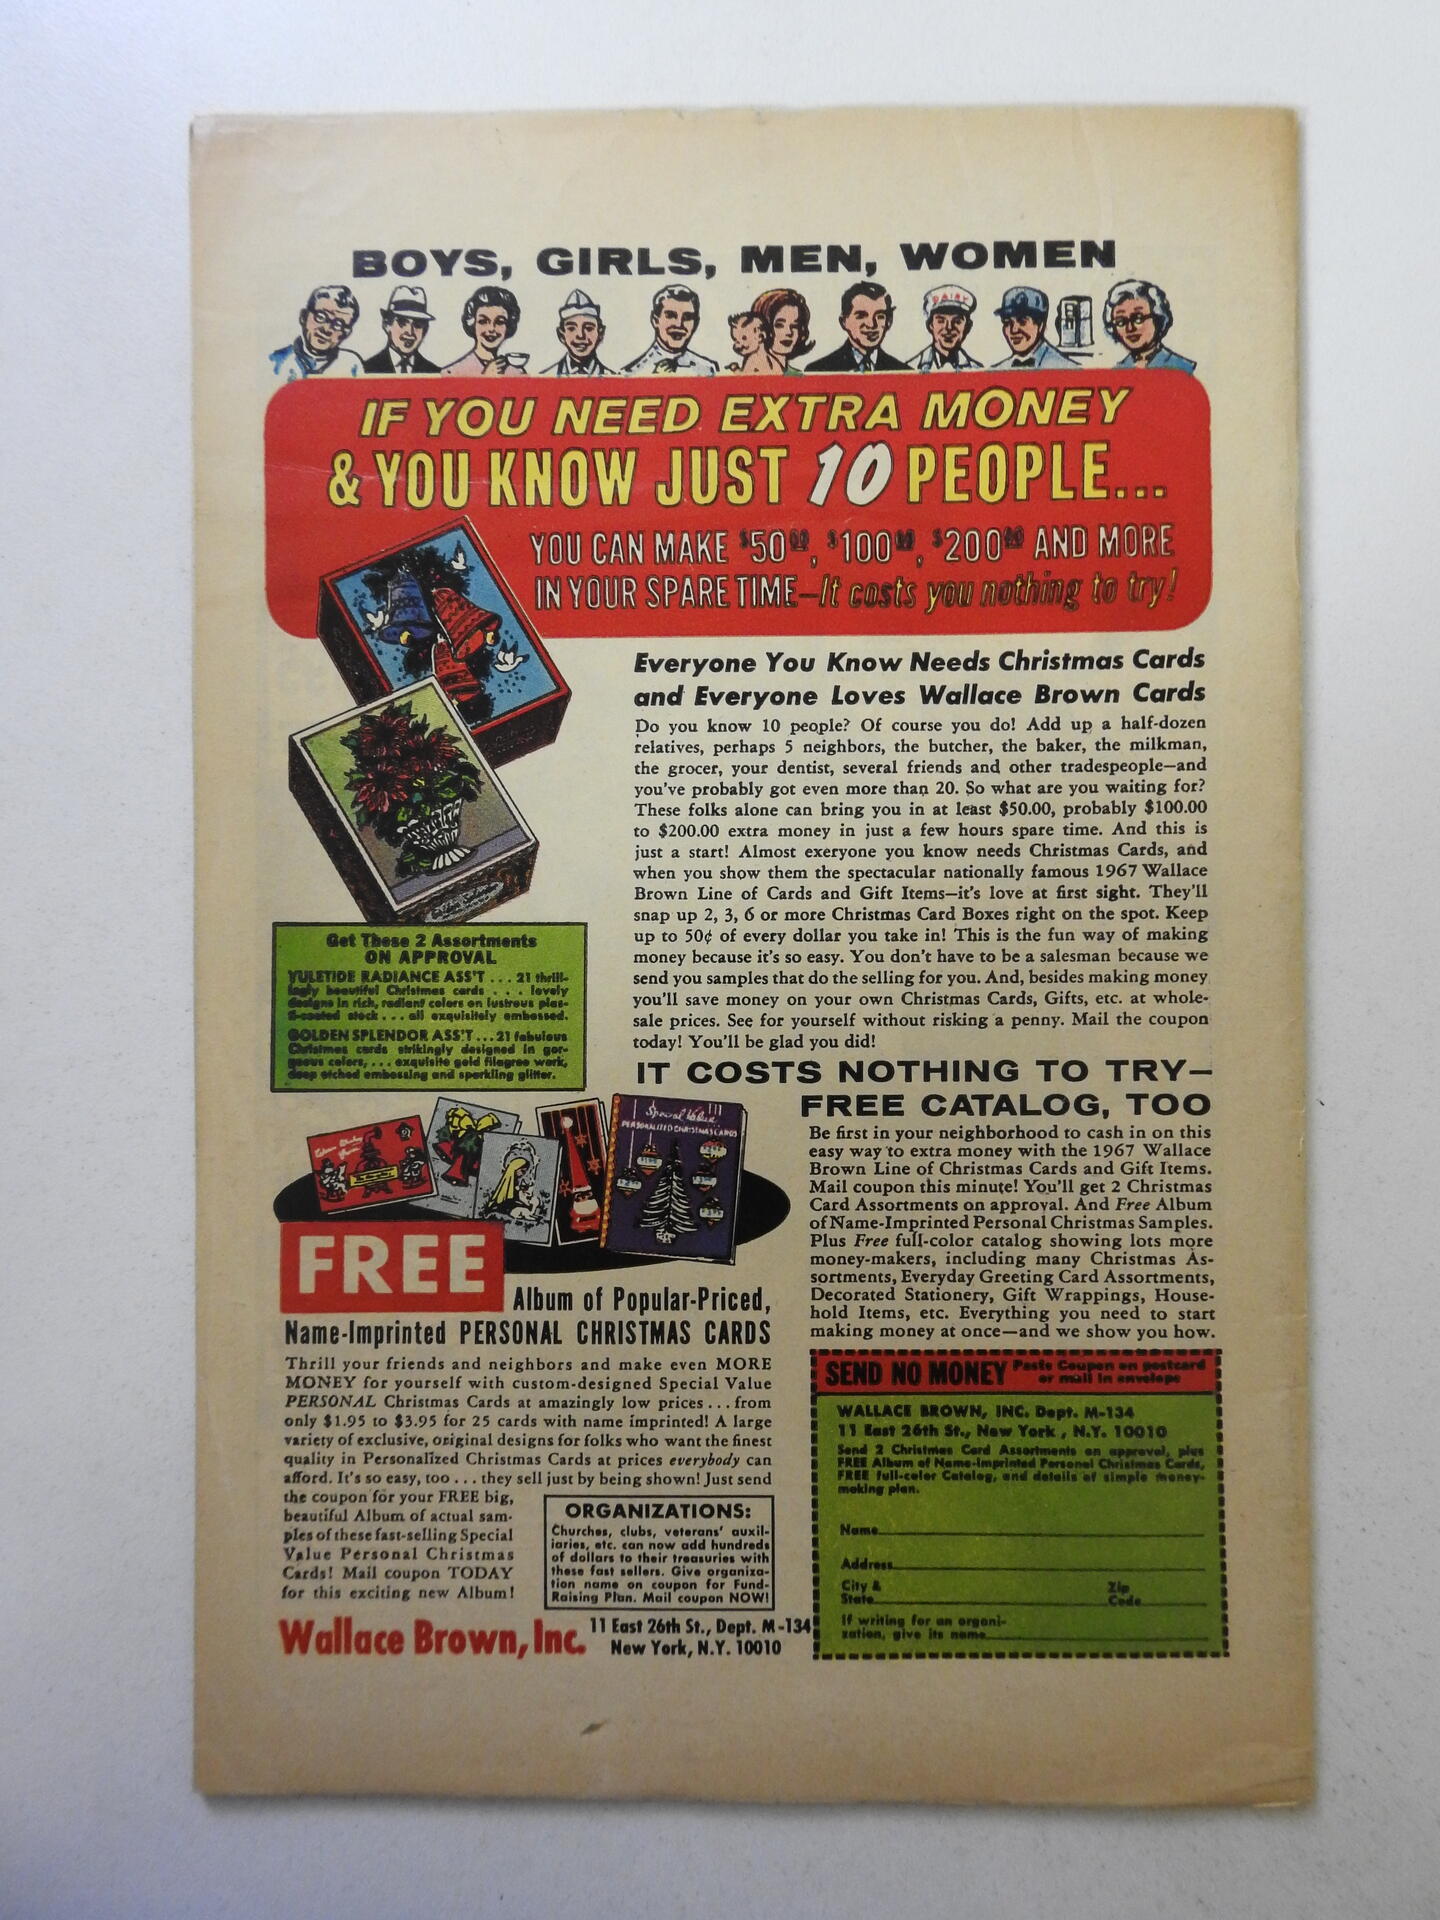 BOYS, GIRLS, MEN, WOMEN
DAIRY
IF YOU NEED EXTRA MONEY
& YOU KNOW JUST 10 PEOPLE...
YOU CAN MAKE $50.00, $100.00, $200.00 AND MORE
IN YOUR SPARE TIME—It costs you nothing to try!
Everyone You Know Needs Christmas Cards
and Everyone Loves Wallace Brown Cards
Do you know 10 people? Of course you do! Add up a half-dozen
relatives, perhaps 5 neighbors, the butcher, the baker, the milkman,
the grocer, your dentist, several friends and other tradespeople—and
you've probably got even more than 20. So what are you waiting for?
These folks alone can bring you in at least $50.00, probably $100.00
to $200.00 extra money in just a few hours spare time. And this is
just a start! Almost exeryone you know needs Christmas Cards, and
when you show them the spectacular nationally famous 1967 Wallace
Brown Line of Cards and Gift Items—it's love at first sight. They'll
snap up 2, 3, 6 or more Christmas Card Boxes right on the spot. Keep
up to 50¢ of every dollar you take in! This is the fun way of making
money because it's so easy. You don't have to be a salesman because we
send you samples that do the selling for you. And, besides making money
you'll save money on your own Christmas Cards, Gifts, etc. at whole-
sale prices. See for yourself without risking a penny. Mail the coupon
today! You'll be glad you did!
Get These 2 Assortments
ON APPROVAL
YULETIDE RADIANCE ASS'T . . . 21 thrill-
ingly beautiful Christmas cards . . . lovely
designs in rich, radiant colors on lustrous plas-
ti-coated stock . . . all exquisitely embossed.
GOLDEN SPLENDOR ASS'T . . . 21 fabulous
Christmas cards strikingly designed in gor-
geous colors, . . . exquisite gold filagree work,
deep etched embossing and sparkling glitter.
IT COSTS NOTHING TO TRY—
FREE CATALOG, TOO
Be first in your neighborhood to cash in on this
easy way to extra money with the 1967 Wallace
Brown Line of Christmas Cards and Gift Items.
Mail coupon this minute! You'll get 2 Christmas
Card Assortments on approval. And Free Album
of Name-Imprinted Personal Christmas Samples.
Plus Free full-color catalog showing lots more
money-makers, including many Christmas As-
sortments, Everyday Greeting Card Assortments,
Decorated Stationery, Gift Wrappings, House-
hold Items, etc. Everything you need to start
making money at once—and we show you how.
Special Value
PERSONALIZED CHRISTMAS CARDS
FREE
Album of Popular-Priced,
Name-Imprinted PERSONAL CHRISTMAS CARDS
Thrill your friends and neighbors and make even MORE
MONEY for yourself with custom-designed Special Value
PERSONAL Christmas Cards at amazingly low prices . . . from
only $1.95 to $3.95 for 25 cards with name imprinted! A large
variety of exclusive, original designs for folks who want the finest
quality in Personalized Christmas Cards at prices everybody can
afford. It's so easy, too . . . they sell just by being shown! Just send
the coupon for your FREE big,
beautiful Album of actual sam-
ples of these fast-selling Special
Value Personal Christmas
Cards! Mail coupon TODAY
for this exciting new Album!
ORGANIZATIONS:
Churches, clubs, veterans' auxil-
iaries, etc. can now add hundreds
of dollars to their treasuries with
these fast sellers. Give organiza-
tion name on coupon for Fund-
Raising Plan. Mail coupon NOW!
Wallace Brown, Inc.
11 East 26th St., Dept. M-134
New York, N.Y. 10010
SEND NO MONEY Paste Coupon on postcard
or mail in envelope
WALLACE BROWN, INC. Dept. M-134
11 East 26th St., New York , N.Y. 10010
Send 2 Christmas Card Assortments on approval, plus
FREE Album of Name-Imprinted Personal Christmas Cards,
FREE full-color Catalog, and details of simple money-
making plan.
Name
Address
City & State Zip Code
If writing for an organi-
zation, give its name